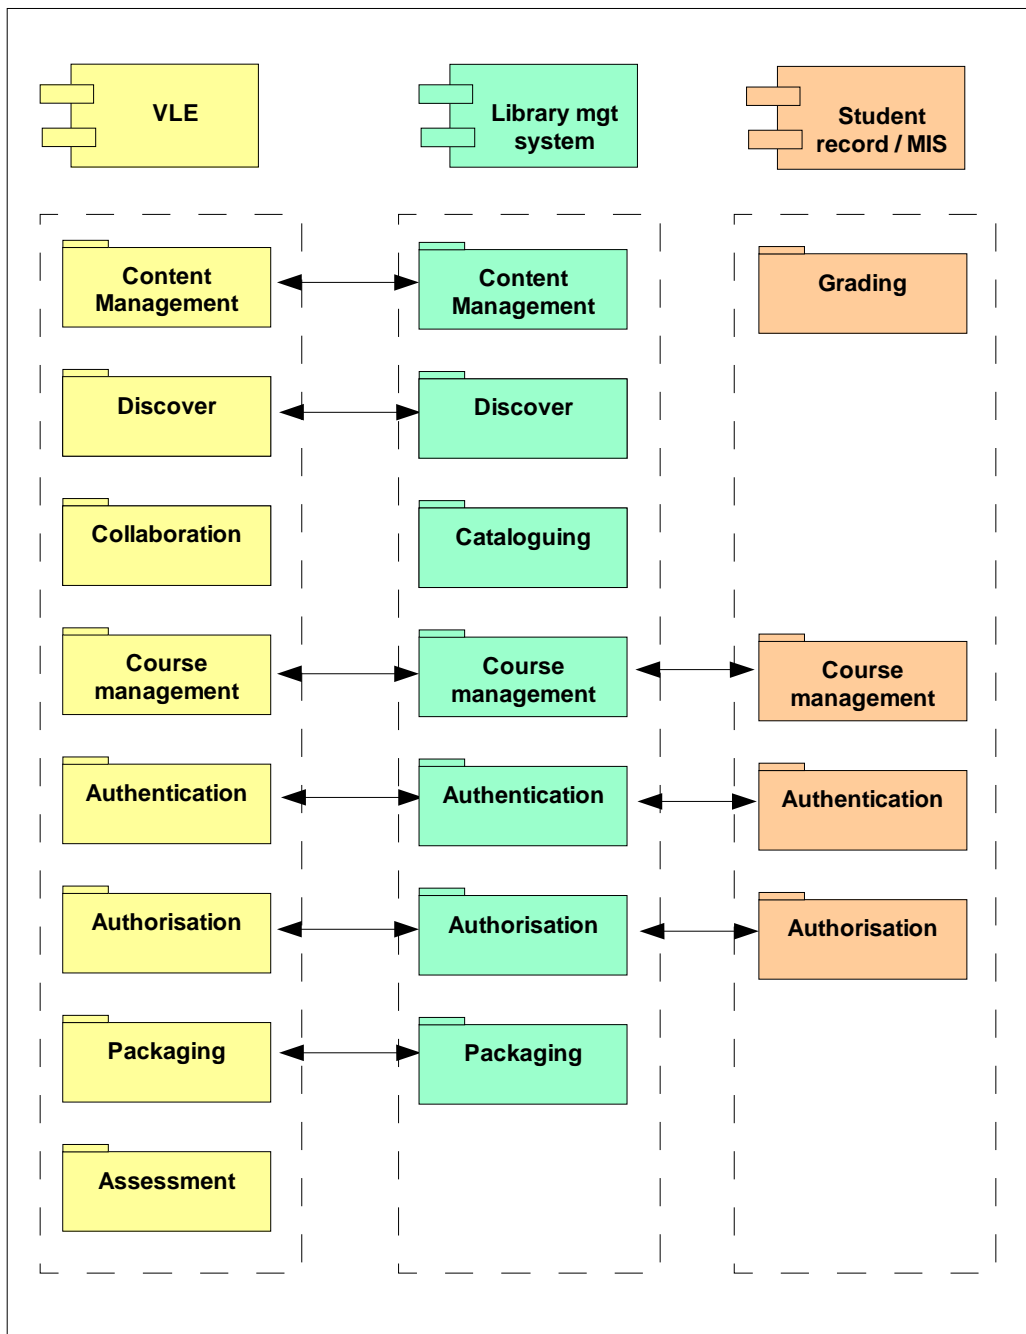 VLE
Library mgt
system
Student
record / MIS
Content
Management
Content
Management
Grading
Discover
Discover
Collaboration
Cataloguing
Course
management
Course
management
Course
management
Authentication
Authentication
Authentication
Authorisation
Authorisation
Authorisation
Packaging
Packaging
Assessment